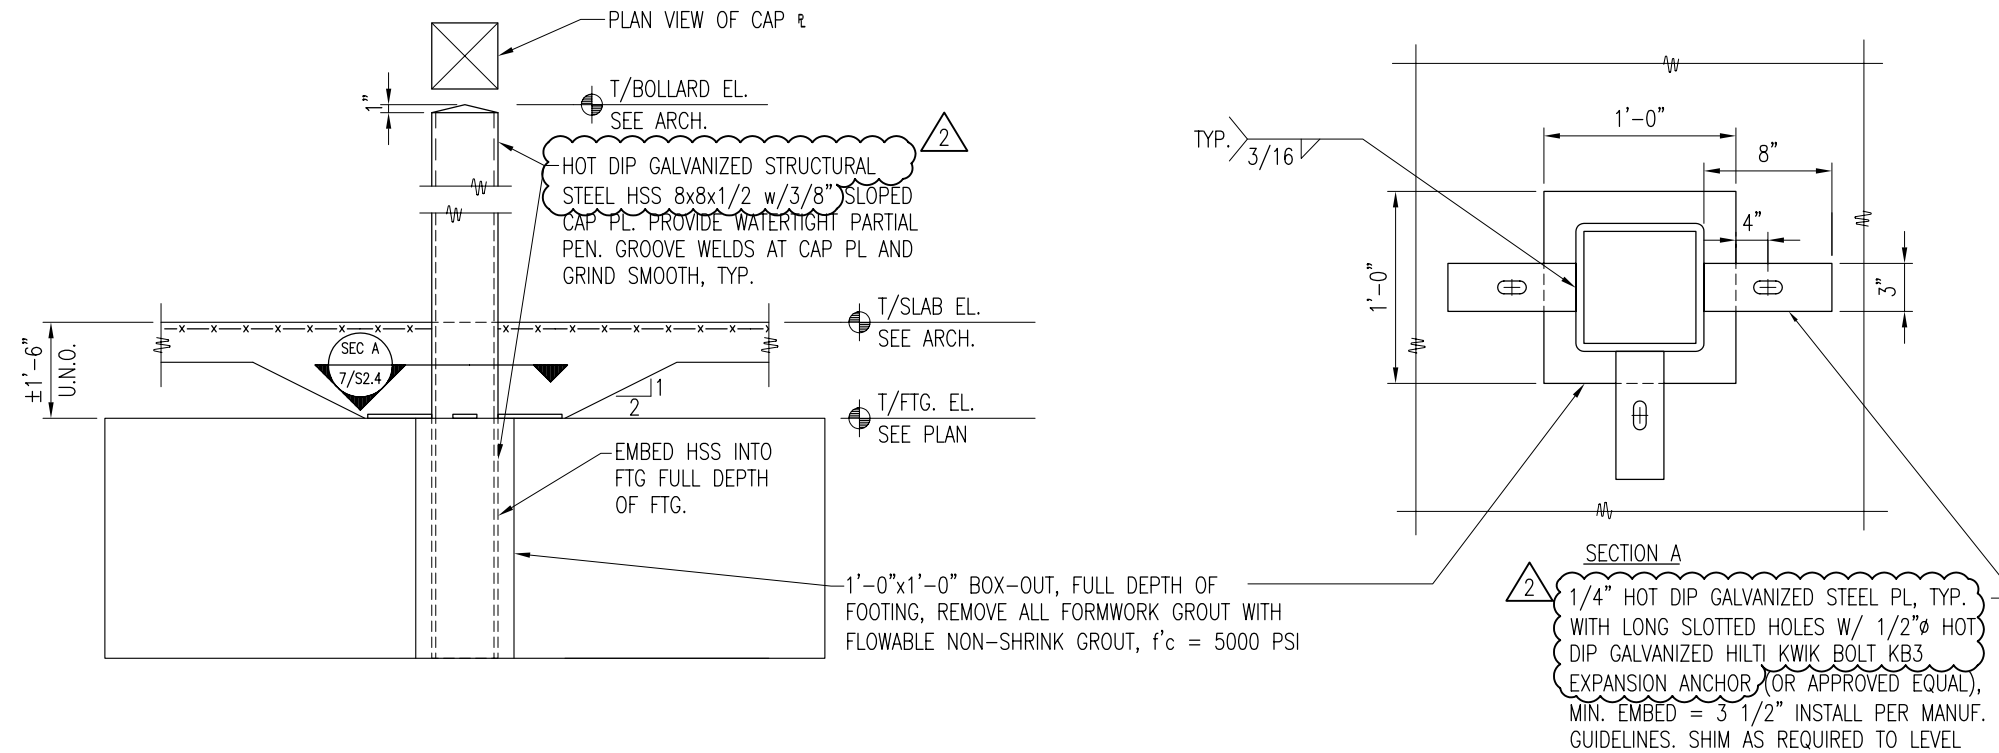 PLAN VIEW OF CAP ℄
1"
T/BOLLARD EL.
SEE ARCH.
2
HOT DIP GALVANIZED STRUCTURAL
STEEL HSS 8x8x1/2 w/3/8" SLOPED
CAP PL. PROVIDE WATERTIGHT PARTIAL
PEN. GROOVE WELDS AT CAP PL AND
GRIND SMOOTH, TYP.
T/SLAB EL.
SEE ARCH.
±1'-6"
U.N.O.
SEC A
7/S2.4
1
2
T/FTG. EL.
SEE PLAN
EMBED HSS INTO
FTG FULL DEPTH
OF FTG.
1'-0"x1'-0" BOX-OUT, FULL DEPTH OF
FOOTING, REMOVE ALL FORMWORK GROUT WITH
FLOWABLE NON-SHRINK GROUT, f'c = 5000 PSI
TYP.
3/16
1'-0"
8"
4"
1'-0"
3"
SECTION A
2
1/4" HOT DIP GALVANIZED STEEL PL, TYP.
WITH LONG SLOTTED HOLES W/ 1/2"ø HOT
DIP GALVANIZED HILTI KWIK BOLT KB3
EXPANSION ANCHOR (OR APPROVED EQUAL),
MIN. EMBED = 3 1/2" INSTALL PER MANUF.
GUIDELINES. SHIM AS REQUIRED TO LEVEL